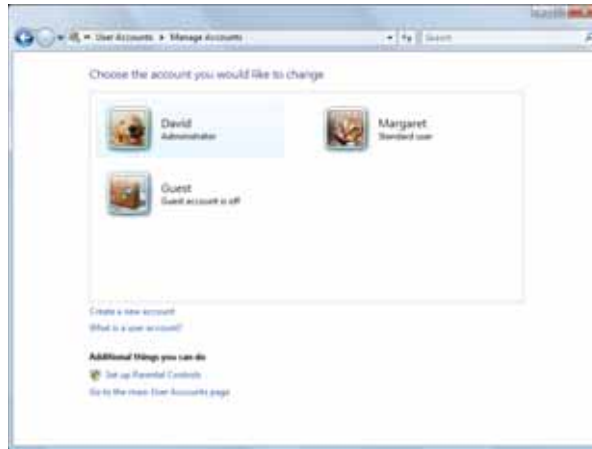 User Accounts ▸ Manage Accounts
Search
Choose the account you would like to change
David
Administrator
Margaret
Standard user
Guest
Guest account is off
Create a new account
What is a user account?
Additional things you can do
Set up Parental Controls
Go to the main User Accounts page